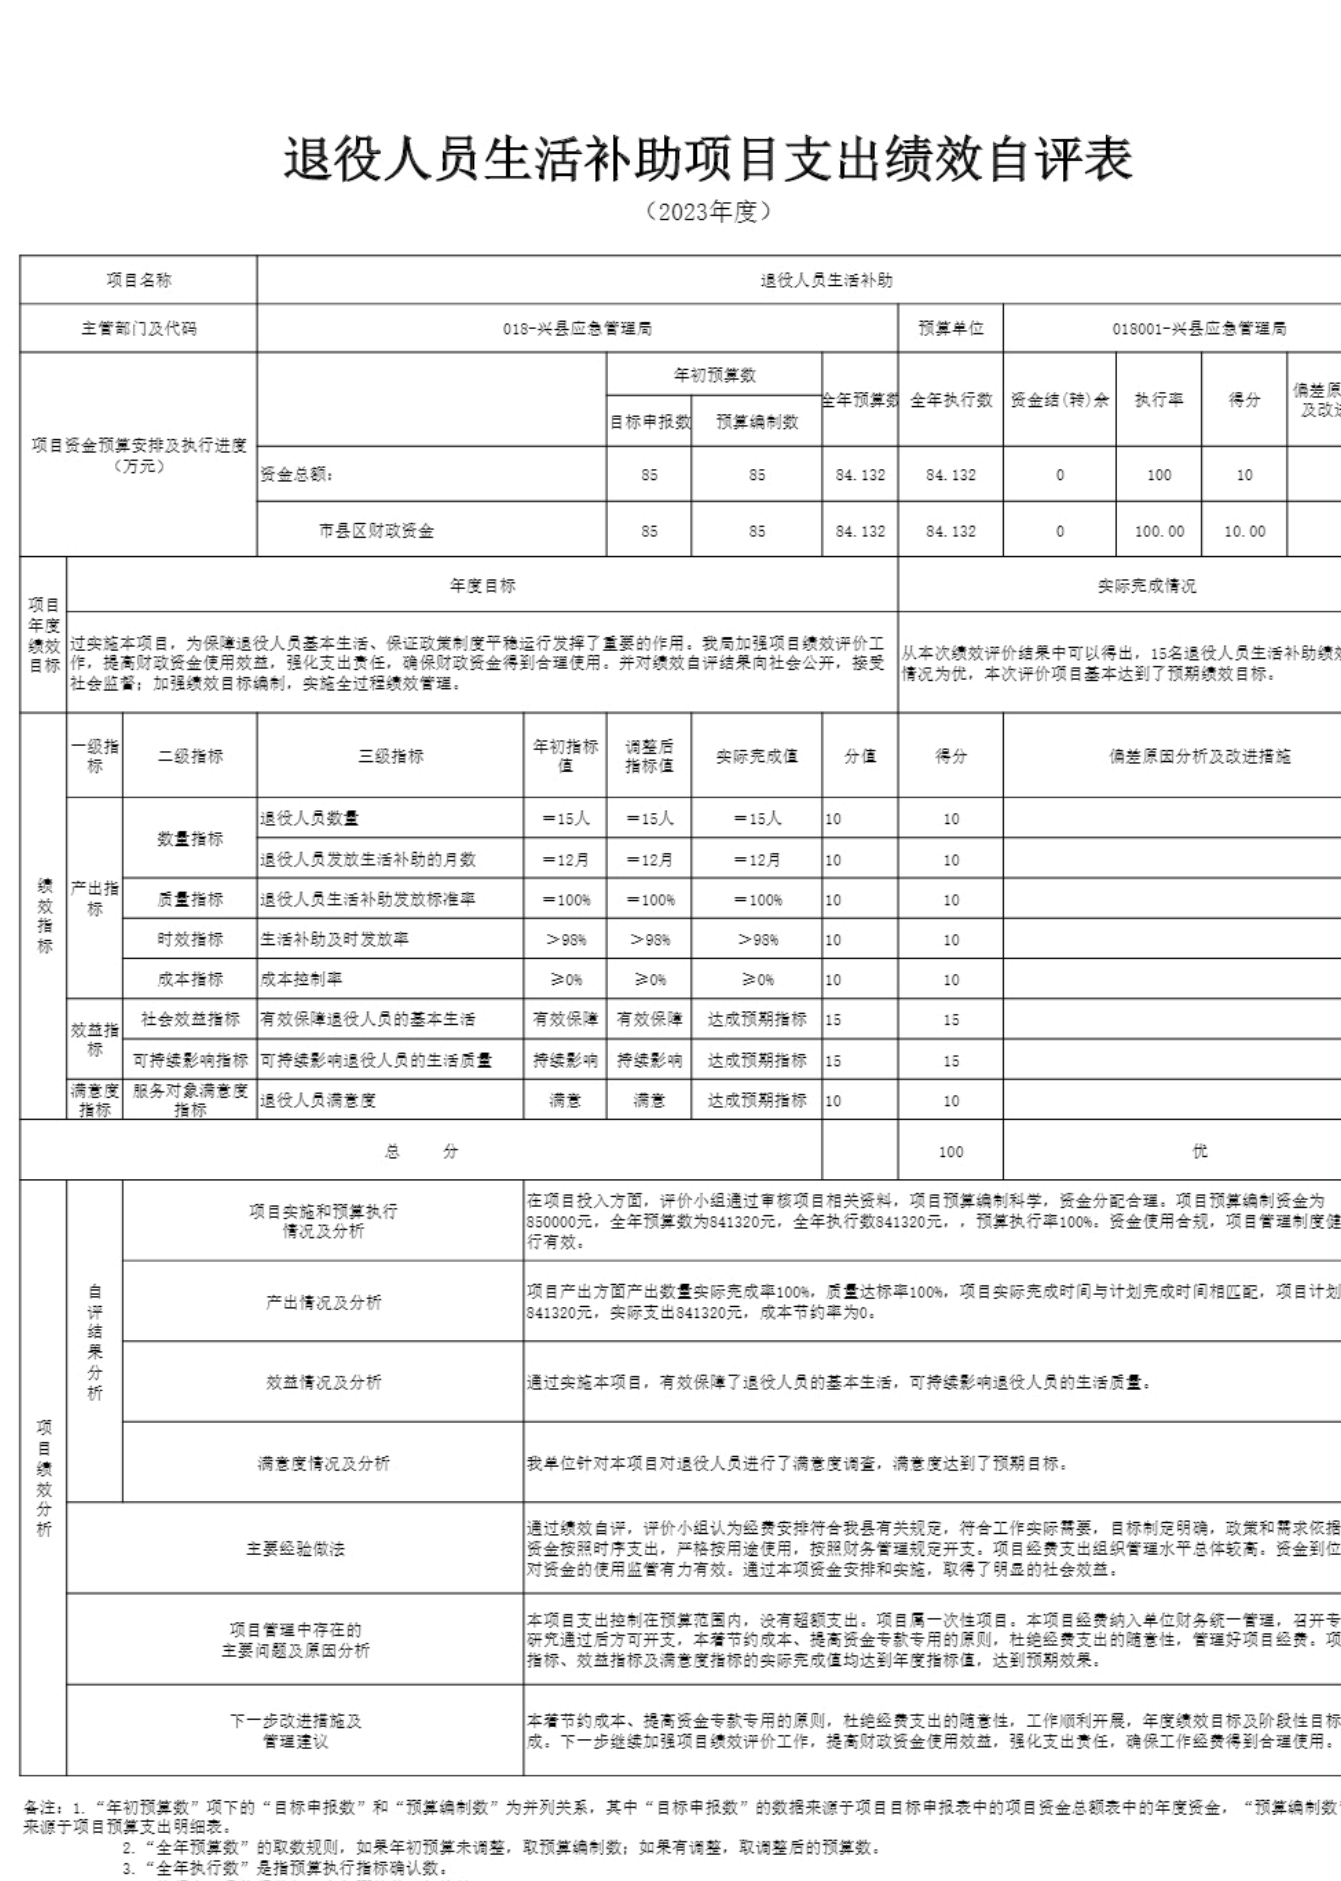 退役人员生活补助项目支出绩效自评表
（2023年度）
项目名称
退役人员生活补助
主管部门及代码
018-兴县应急管理局
预算单位
018001-兴县应急管理局
项目资金预算安排及执行进度
（万元）
年初预算数
目标申报数
预算编制数
全年预算数
全年执行数
资金结(转)余
执行率
得分
偏差原
及改进
资金总额：
85
85
84.132
84.132
0
100
10
市县区财政资金
85
85
84.132
84.132
0
100.00
10.00
项目
年度
绩效
目标
年度目标
实际完成情况
过实施本项目，为保障退役人员基本生活、保证政策制度平稳运行发挥了重要的作用。我局加强项目绩效评价工
作，提高财政资金使用效益，强化支出责任，确保财政资金得到合理使用。并对绩效自评结果向社会公开，接受
社会监督；加强绩效目标编制，实施全过程绩效管理。
从本次绩效评价结果中可以得出，15名退役人员生活补助绩效
情况为优，本次评价项目基本达到了预期绩效目标。
绩
效
指
标
一级指
标
二级指标
三级指标
年初指标
值
调整后
指标值
实际完成值
分值
得分
偏差原因分析及改进措施
产出指
标
数量指标
退役人员数量
＝15人
＝15人
＝15人
10
10
退役人员发放生活补助的月数
＝12月
＝12月
＝12月
10
10
质量指标
退役人员生活补助发放标准率
＝100%
＝100%
＝100%
10
10
时效指标
生活补助及时发放率
＞98%
＞98%
＞98%
10
10
成本指标
成本控制率
≥0%
≥0%
≥0%
10
10
效益指
标
社会效益指标
有效保障退役人员的基本生活
有效保障
有效保障
达成预期指标
15
15
可持续影响指标
可持续影响退役人员的生活质量
持续影响
持续影响
达成预期指标
15
15
满意度
指标
服务对象满意度
指标
退役人员满意度
满意
满意
达成预期指标
10
10
总 分
100
优
项
目
绩
效
分
析
自
评
结
果
分
析
项目实施和预算执行
情况及分析
在项目投入方面，评价小组通过审核项目相关资料，项目预算编制科学，资金分配合理。项目预算编制资金为
850000元，全年预算数为841320元，全年执行数841320元，，预算执行率100%。资金使用合规，项目管理制度健
行有效。
产出情况及分析
项目产出方面产出数量实际完成率100%，质量达标率100%，项目实际完成时间与计划完成时间相匹配，项目计划
841320元，实际支出841320元，成本节约率为0。
效益情况及分析
通过实施本项目，有效保障了退役人员的基本生活，可持续影响退役人员的生活质量。
满意度情况及分析
我单位针对本项目对退役人员进行了满意度调查，满意度达到了预期目标。
主要经验做法
通过绩效自评，评价小组认为经费安排符合我县有关规定，符合工作实际需要，目标制定明确，政策和需求依据
资金按照时序支出，严格按用途使用，按照财务管理规定开支。项目经费支出组织管理水平总体较高。资金到位
对资金的使用监管有力有效。通过本项资金安排和实施，取得了明显的社会效益。
项目管理中存在的
主要问题及原因分析
本项目支出控制在预算范围内，没有超额支出。项目属一次性项目。本项目经费纳入单位财务统一管理，召开专
研究通过后方可开支，本着节约成本、提高资金专款专用的原则，杜绝经费支出的随意性，管理好项目经费。项
指标、效益指标及满意度指标的实际完成值均达到年度指标值，达到预期效果。
下一步改进措施及
管理建议
本着节约成本、提高资金专款专用的原则，杜绝经费支出的随意性，工作顺利开展，年度绩效目标及阶段性目标
成。下一步继续加强项目绩效评价工作，提高财政资金使用效益，强化支出责任，确保工作经费得到合理使用。
备注：1.“年初预算数”项下的“目标申报数”和“预算编制数”为并列关系，其中“目标申报数”的数据来源于项目目标申报表中的项目资金总额表中的年度资金，“预算编制数”
来源于项目预算支出明细表。
2.“全年预算数”的取数规则，如果年初预算未调整，取预算编制数；如果有调整，取调整后的预算数。
3.“全年执行数”是指预算执行指标确认数。